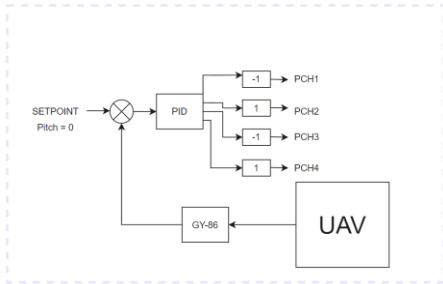 -1 PCH1
SETPOINT
Pitch = 0
PID
1 PCH2
-1 PCH3
1 PCH4
GY-86
UAV